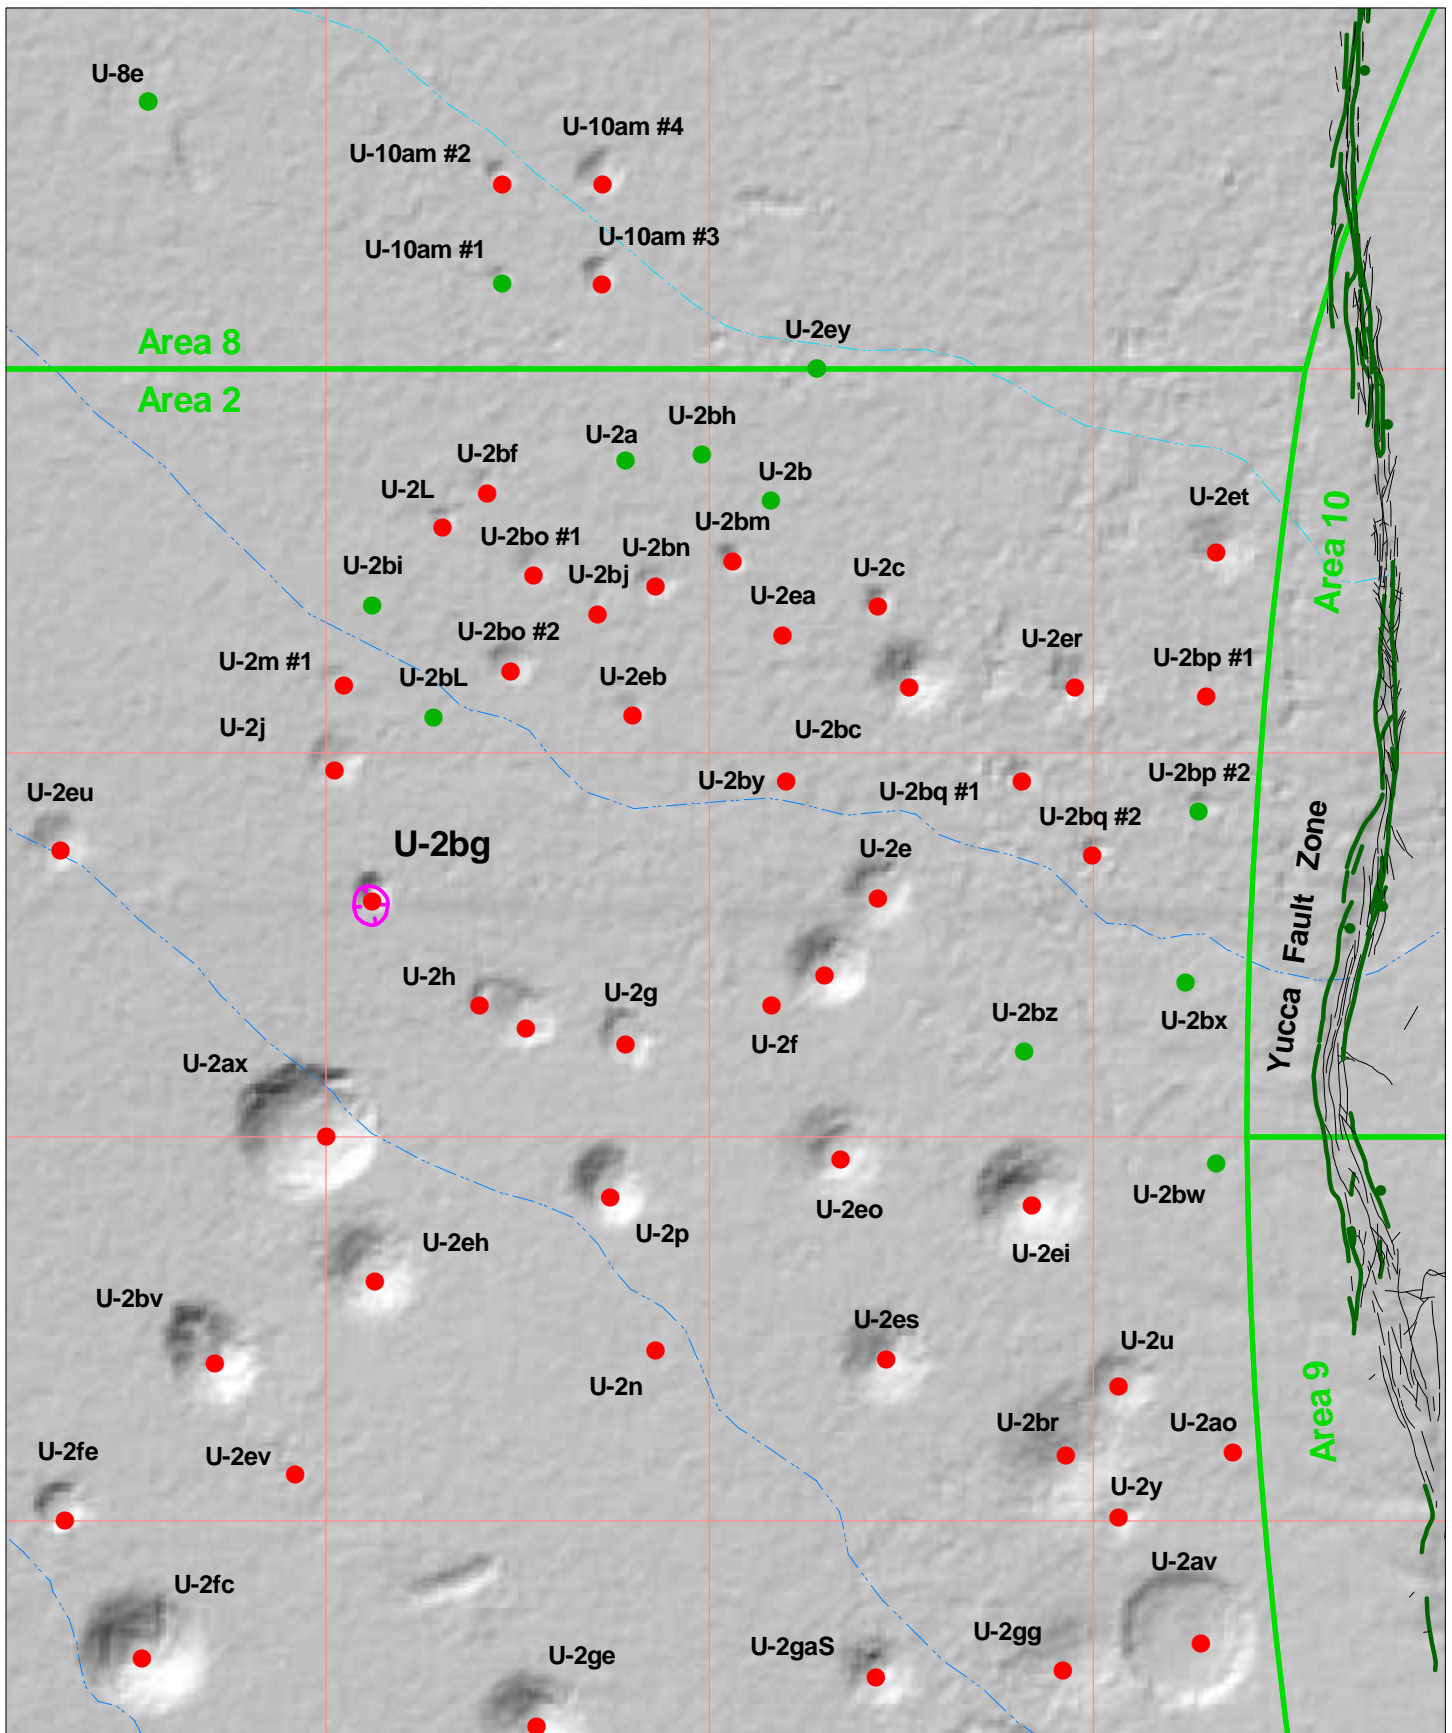 U-8e
U-10am #4
U-10am #2
U-10am #3
U-10am #1
U-2ey
Area 8
Area 2
U-2bh
U-2a
U-2bf
U-2b
U-2L
U-2et
U-2bm
U-2bo #1
U-2bn
Area 10
U-2bi
U-2bj
U-2c
U-2ea
U-2bo #2
U-2er
U-2bp #1
U-2m #1
U-2bL
U-2eb
U-2j
U-2bc
U-2bp #2
U-2by
U-2bq #1
U-2eu
U-2bq #2
U-2bg
U-2e
Yucca Fault Zone
U-2h
U-2g
U-2bz
U-2bx
U-2f
U-2ax
U-2bw
U-2eo
U-2p
U-2eh
U-2ei
U-2bv
U-2es
U-2u
U-2n
Area 9
U-2br
U-2ao
U-2fe
U-2ev
U-2y
U-2av
U-2fc
U-2gg
U-2gaS
U-2ge